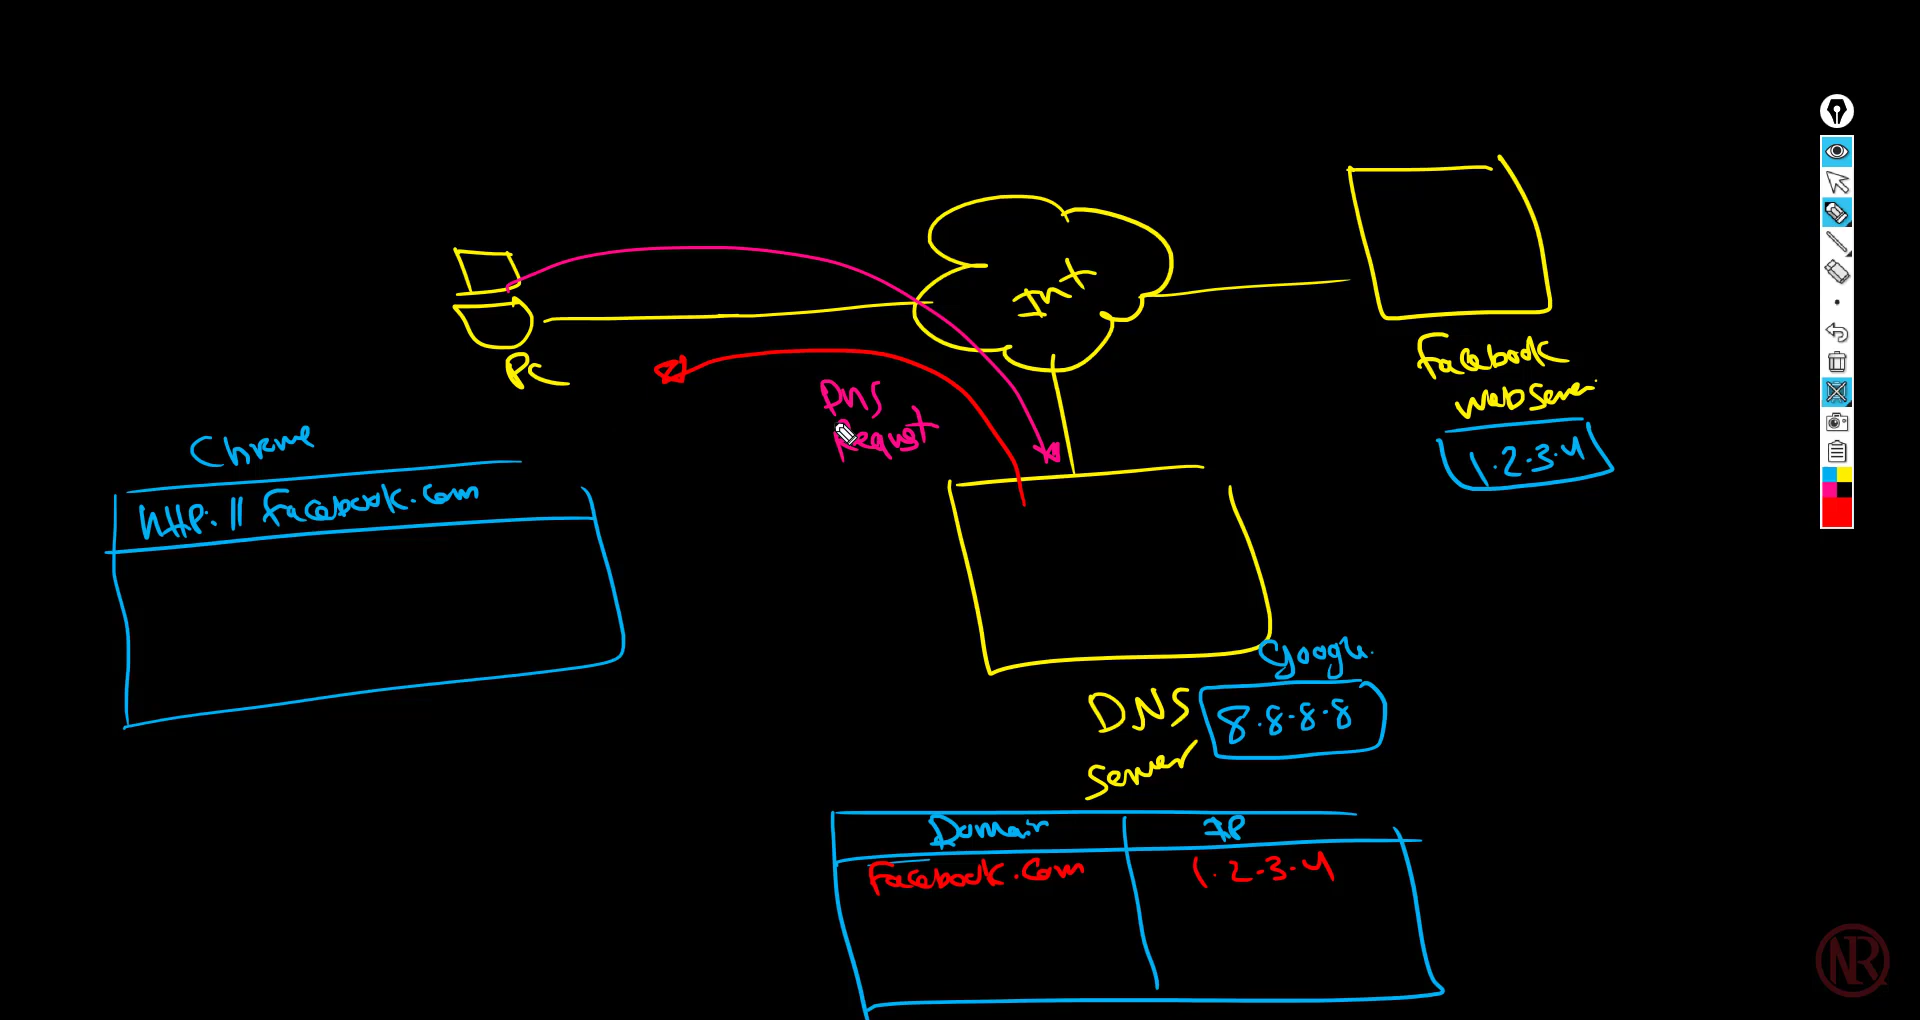 Int
PC
Facebook
Web Server
1.2.3.4
DNS
Request
Chrome
HTTP: // Facebook.com
Google
DNS
8.8.8.8
Server
Domain IP
Facebook.com 1.2.3.4
NR